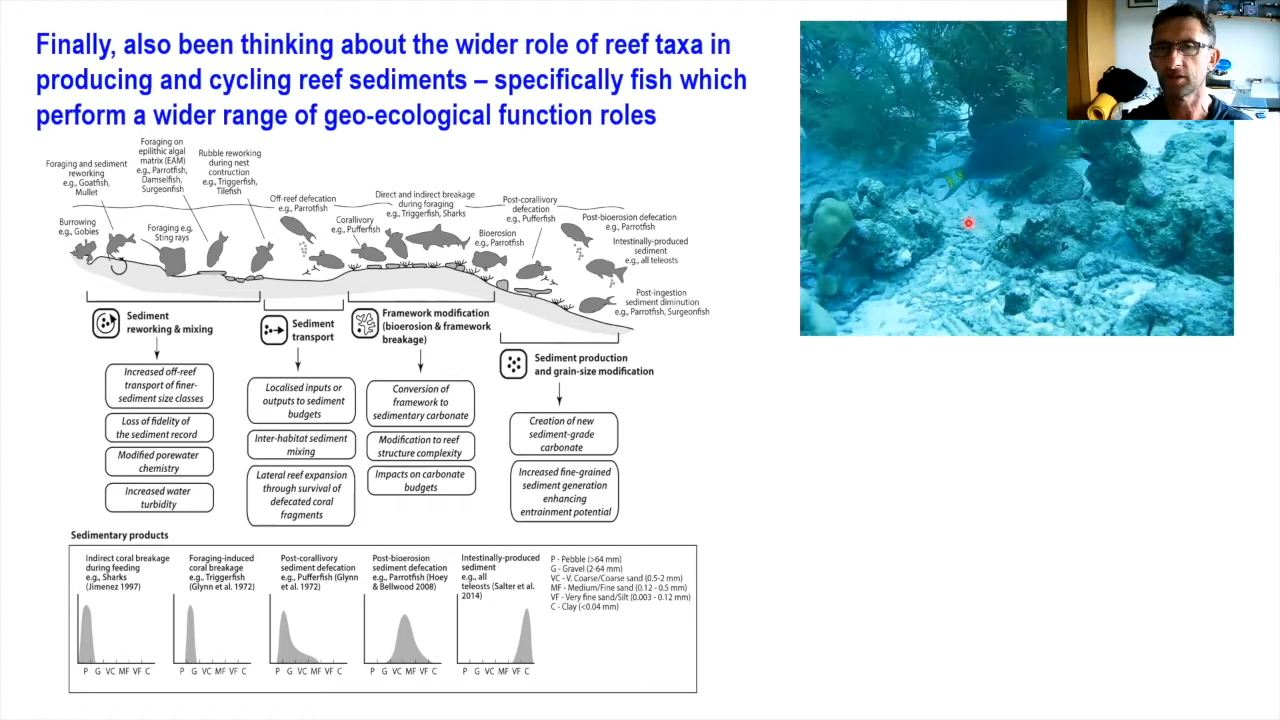 Finally, also been thinking about the wider role of reef taxa in
producing and cycling reef sediments – specifically fish which
perform a wider range of geo-ecological function roles
Foraging and sediment
reworking
e.g., Goatfish,
Mullet
Foraging on
epilithic algal
matrix (EAM)
e.g., Parrotfish,
Damselfish,
Surgeonfish
Rubble reworking
during nest
contruction
e.g., Triggerfish,
Tilefish
Off-reef defecation
e.g., Parrotfish
Direct and indirect breakage
during foraging
e.g., Triggerfish, Sharks
Post-corallivory
defecation
e.g., Pufferfish
Burrowing
e.g., Gobies
Foraging e.g,
Sting rays
Corallivory
e.g., Pufferfish
Bioerosion
e.g., Parrotfish
Post-bioerosion defecation
e.g., Parrotfish
Intestinally-produced
sediment
e.g., all teleosts
Post-ingestion
sediment diminution
e.g., Parrotfish, Surgeonfish
Sediment
reworking & mixing
Sediment
transport
Framework modification
(bioerosion & framework
breakage)
Sediment production
and grain-size modification
Increased off-reef
transport of finer-
sediment size classes
Loss of fidelity of
the sediment record
Modified porewater
chemistry
Increased water
turbidity
Localised inputs or
outputs to sediment
budgets
Inter-habitat sediment
mixing
Lateral reef expansion
through survival of
defecated coral
fragments
Conversion of
framework to
sedimentary carbonate
Modification to reef
structure complexity
Impacts on carbonate
budgets
Creation of new
sediment-grade
carbonate
Increased fine-grained
sediment generation
enhancing
entrainment potential
Sedimentary products
Indirect coral breakage
during feeding
e.g., Sharks
(Jimenez 1997)
Foraging-induced
coral breakage
e.g., Triggerfish
(Glynn et al. 1972)
Post-corallivory
sediment defecation
e.g., Pufferfish (Glynn
et al. 1972)
Post-bioerosion
sediment defecation
e.g., Parrotfish (Hoey
& Bellwood 2008)
Intestinally-produced
sediment
e.g., all
teleosts (Salter et al.
2014)
P - Pebble (>64 mm)
G - Gravel (2-64 mm)
VC - V. Coarse/Coarse sand (0.5-2 mm)
MF - Medium/Fine sand (0.12 - 0.5 mm)
VF - Very fine sand/Silt (0.003 - 0.12 mm)
C - Clay (<0.04 mm)
P G VC MF VF C
P G VC MF VF C
P G VC MF VF C
P G VC MF VF C
P G VC MF VF C